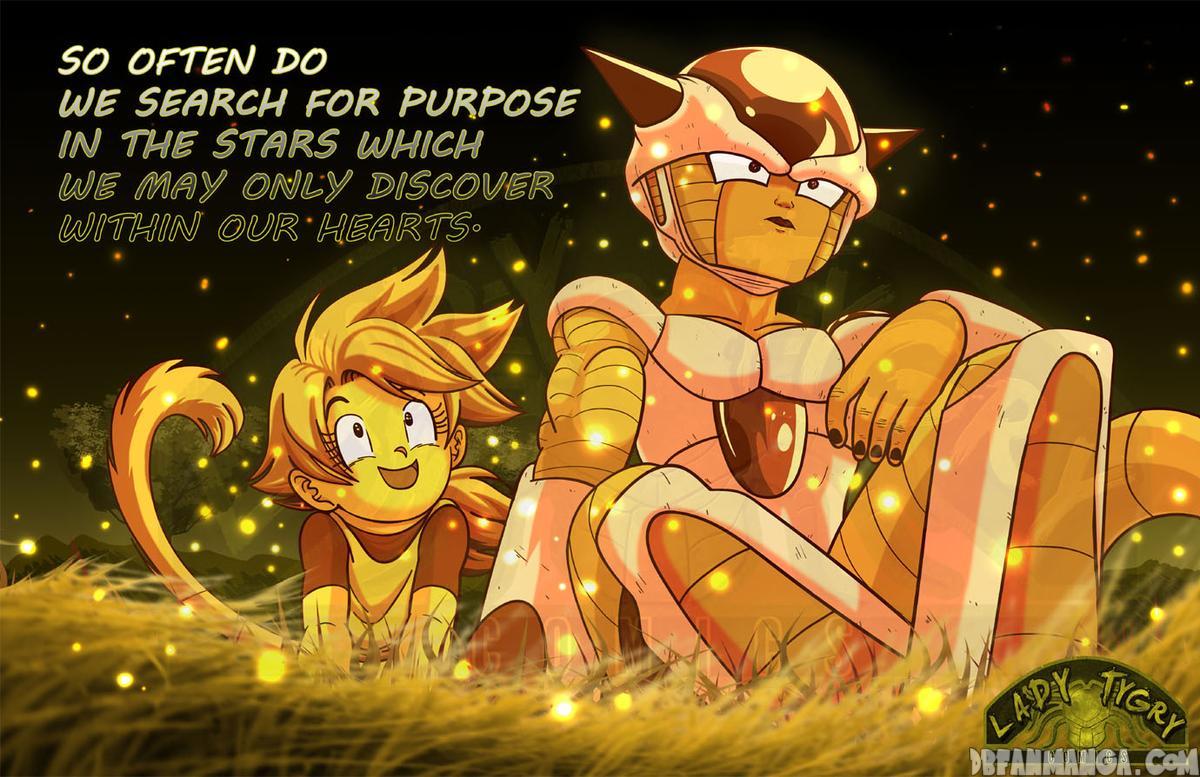 SO OFTEN DO
WE SEARCH FOR PURPOSE
IN THE STARS WHICH
WE MAY ONLY DISCOVER
WITHIN OUR HEARTS.
LADY TYGRY
COMICS
DBFANMANGA.COM